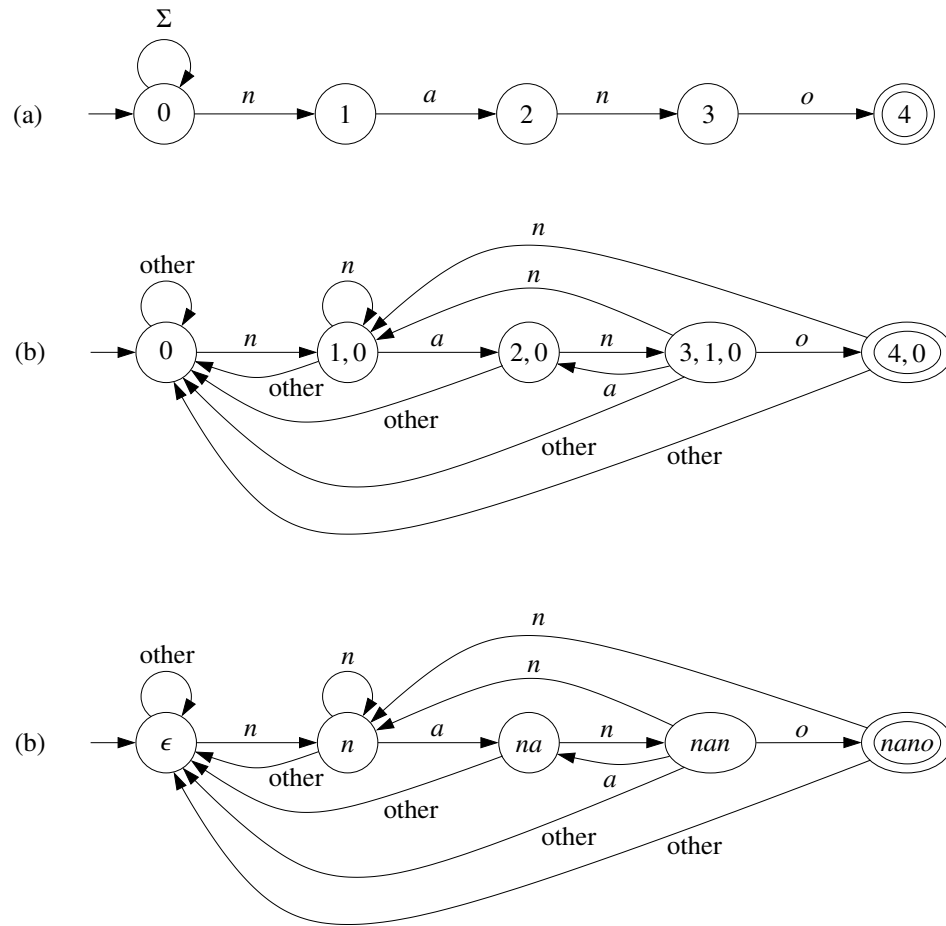 Σ
(a) 0 n 1 a 2 n 3 o 4
n
other n n
(b) 0 n 1, 0 a 2, 0 n 3, 1, 0 o 4, 0
other a
other
other other
n
other n n
(b) ϵ n n a na n nan o nano
other a
other
other other